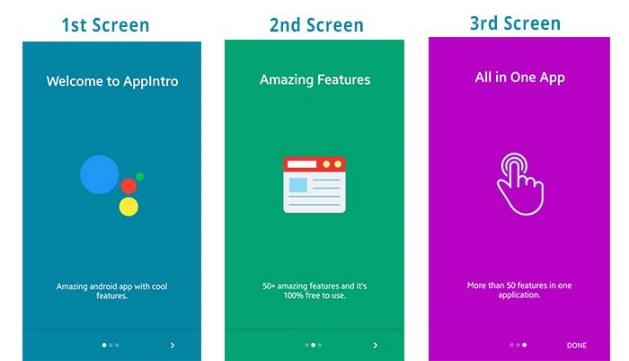 1st Screen
2nd Screen
3rd Screen
Welcome to AppIntro
Amazing android app with cool
features.
Amazing Features
50+ amazing features and it's
100% free to use.
All in One App
More than 50 features in one
application.
DONE